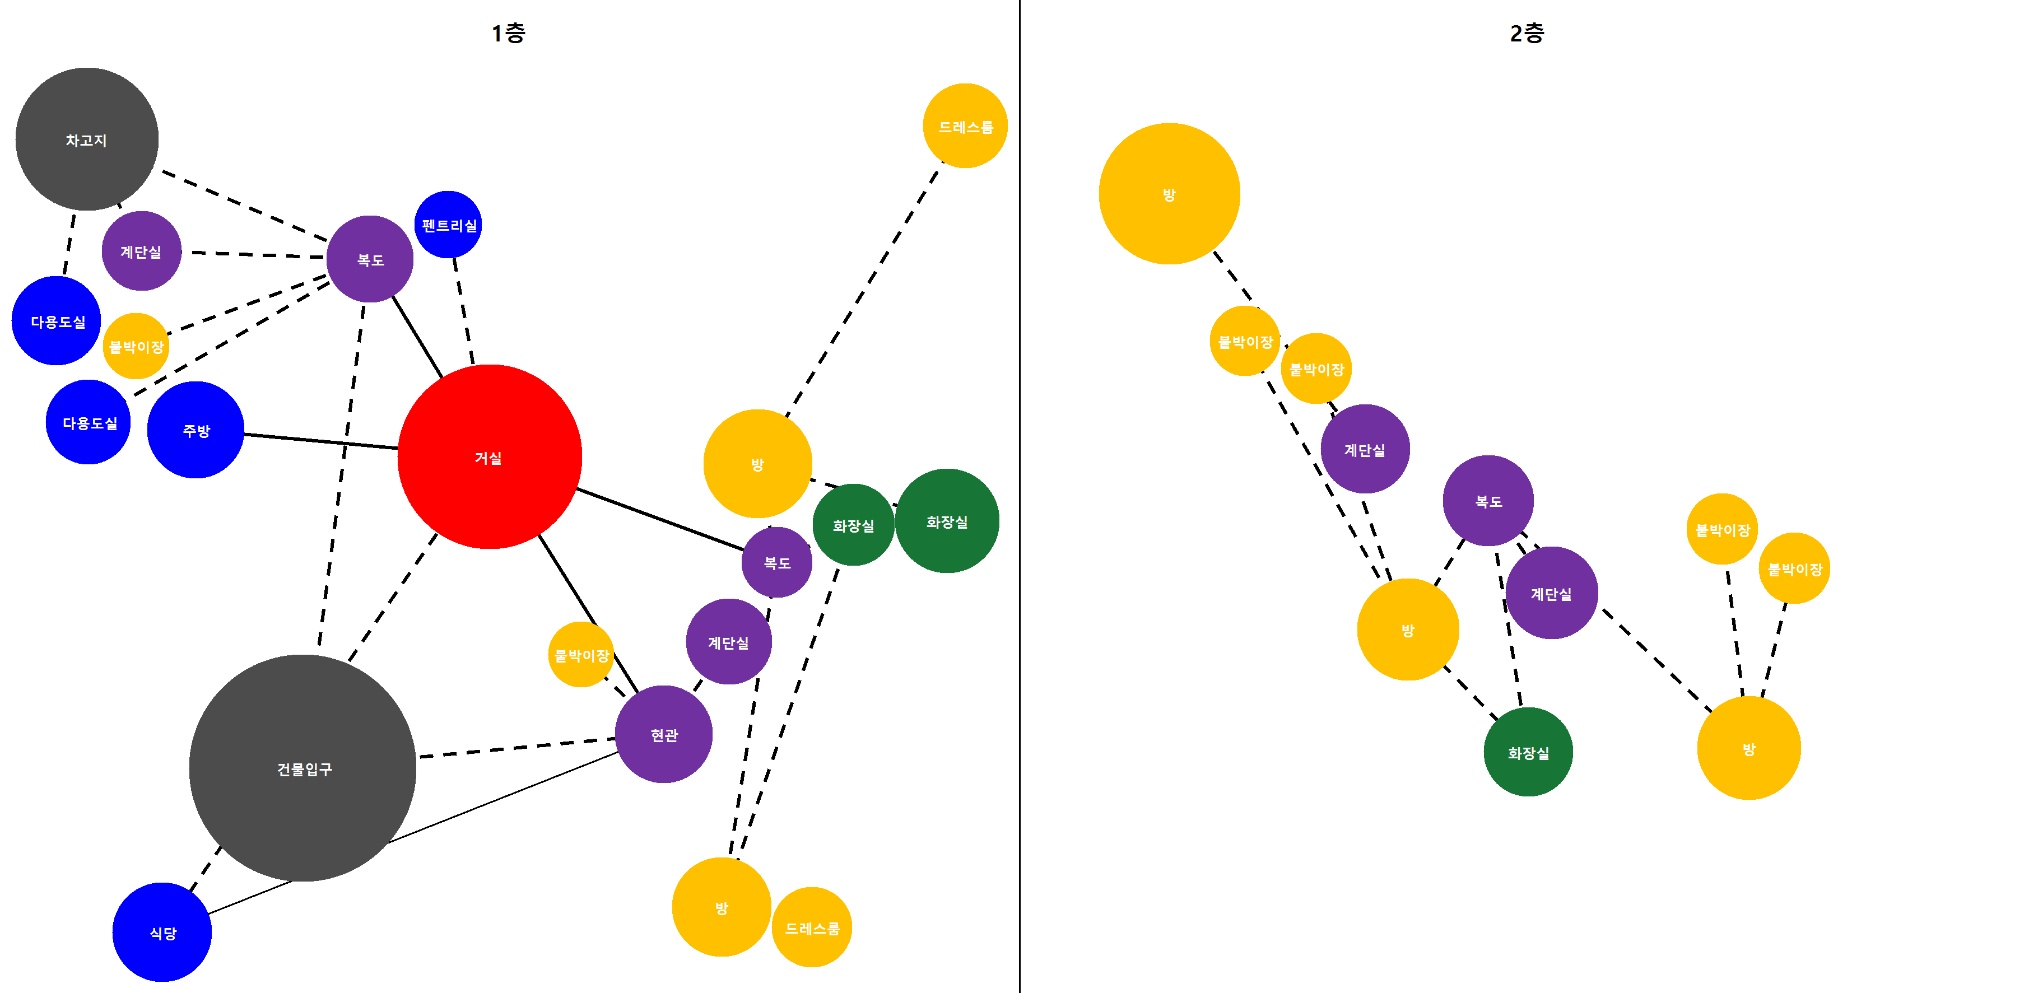 1층
2층
드레스룸
차고지
방
펜트리실
계단실
복도
다용도실
붙박이장
붙박이장
붙박이장
다용도실
주방
거실
방
계단실
복도
붙박이장
화장실
화장실
복도
붙박이장
계단실
계단실
붙박이장
방
현관
건물입구
방
화장실
방
드레스룸
식당